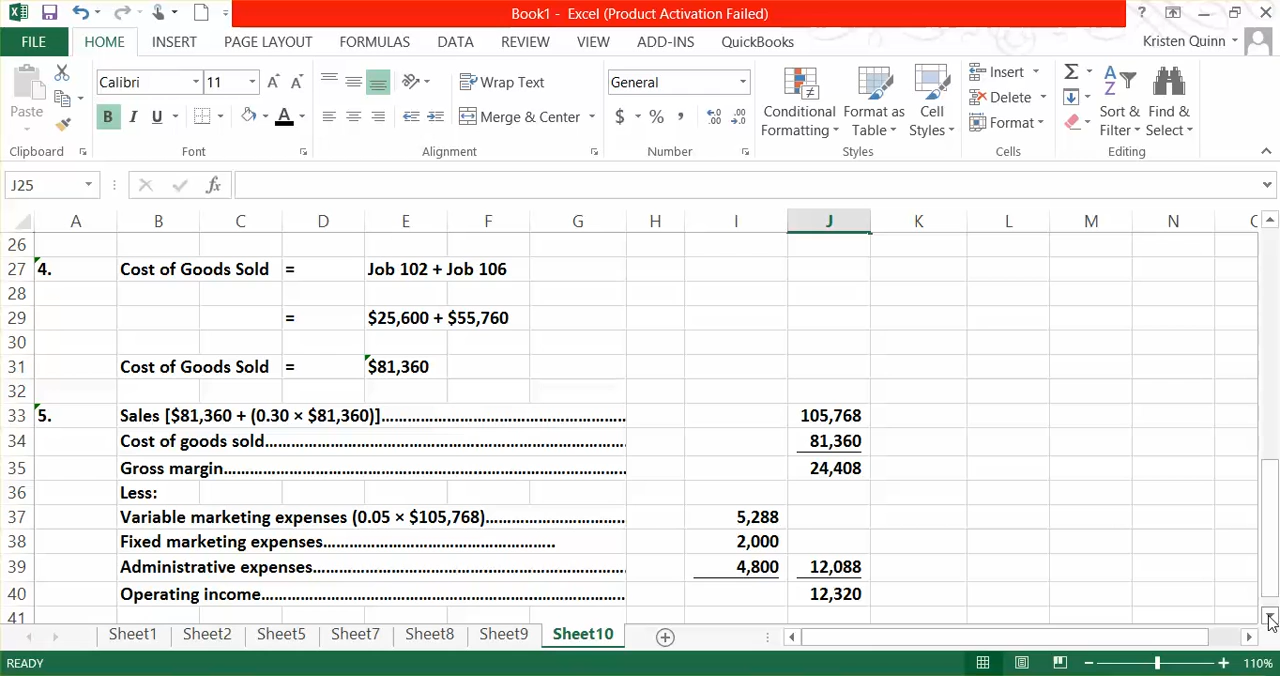 Book1 - Excel (Product Activation Failed)
FILE HOME INSERT PAGE LAYOUT FORMULAS DATA REVIEW VIEW ADD-INS QuickBooks Kristen Quinn
Paste Calibri 11 Wrap Text General Conditional Formatting Format as Table Cell Styles Insert Sort & Filter Find & Select
B I U Merge & Center $ % Delete
Format
Clipboard Font Alignment Number Styles Cells Editing
J25 fx
A B C D E F G H I J K L M N
26
27 4. Cost of Goods Sold = Job 102 + Job 106
28
29 = $25,600 + $55,760
30
31 Cost of Goods Sold = $81,360
32
33 5. Sales [$81,360 + (0.30 × $81,360)]........................................ 105,768
34 Cost of goods sold........................................ 81,360
35 Gross margin........................................ 24,408
36 Less:
37 Variable marketing expenses (0.05 × $105,768)........................ 5,288
38 Fixed marketing expenses........................................ 2,000
39 Administrative expenses........................................ 4,800 12,088
40 Operating income........................................ 12,320
41
Sheet1 Sheet2 Sheet5 Sheet7 Sheet8 Sheet9 Sheet10
READY 110%